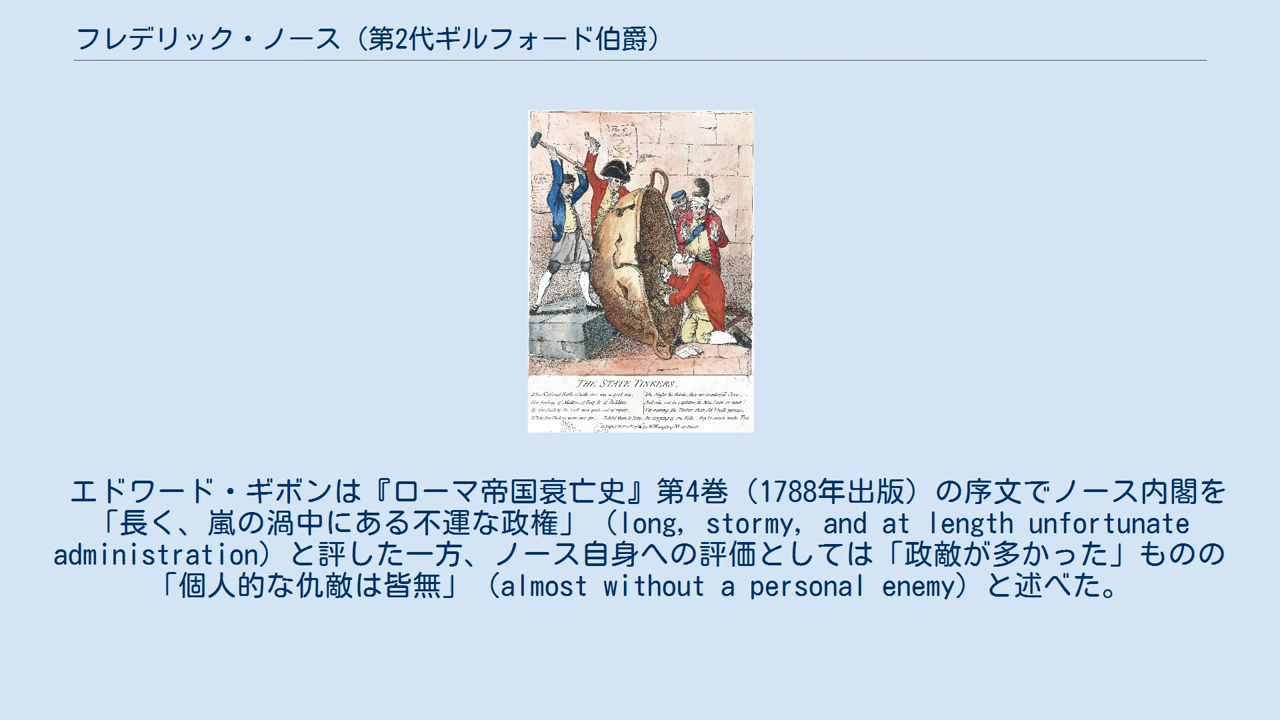 フレデリック・ノース（第2代ギルフォード伯爵）
THE STATE TINKERS.
エドワード・ギボンは『ローマ帝国衰亡史』第4巻（1788年出版）の序文でノース内閣を
「長く、嵐の渦中にある不運な政権」（long, stormy, and at length unfortunate
administration）と評した一方、ノース自身への評価としては「政敵が多かった」ものの
「個人的な仇敵は皆無」（almost without a personal enemy）と述べた。